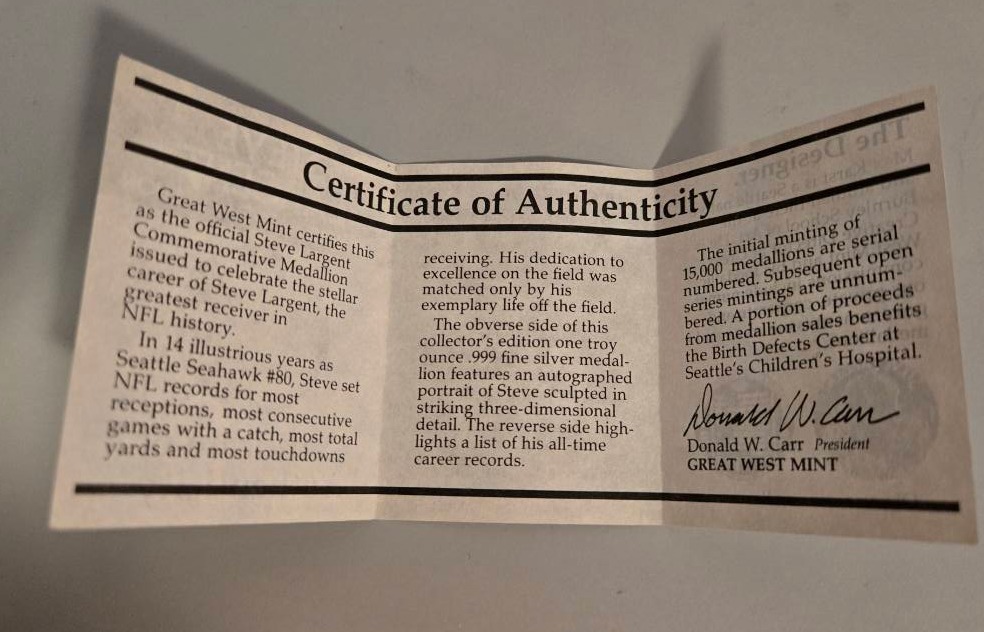 Certificate of Authenticity
Great West Mint certifies this
as the official Steve Largent
Commemorative Medallion
issued to celebrate the stellar
career of Steve Largent, the
greatest receiver in
NFL history.
In 14 illustrious years as
Seattle Seahawk #80, Steve set
NFL records for most
receptions, most consecutive
games with a catch, most total
yards and most touchdowns
receiving. His dedication to
excellence on the field was
matched only by his
exemplary life off the field.
The obverse side of this
collector's edition one troy
ounce .999 fine silver medal-
lion features an autographed
portrait of Steve sculpted in
striking three-dimensional
detail. The reverse side high-
lights a list of his all-time
career records.
The initial minting of
15,000 medallions are serial
numbered. Subsequent open
series mintings are unnum-
bered. A portion of proceeds
from medallion sales benefits
the Birth Defects Center at
Seattle's Children's Hospital.
Donald W. Carr
Donald W. Carr President
GREAT WEST MINT
The Designer